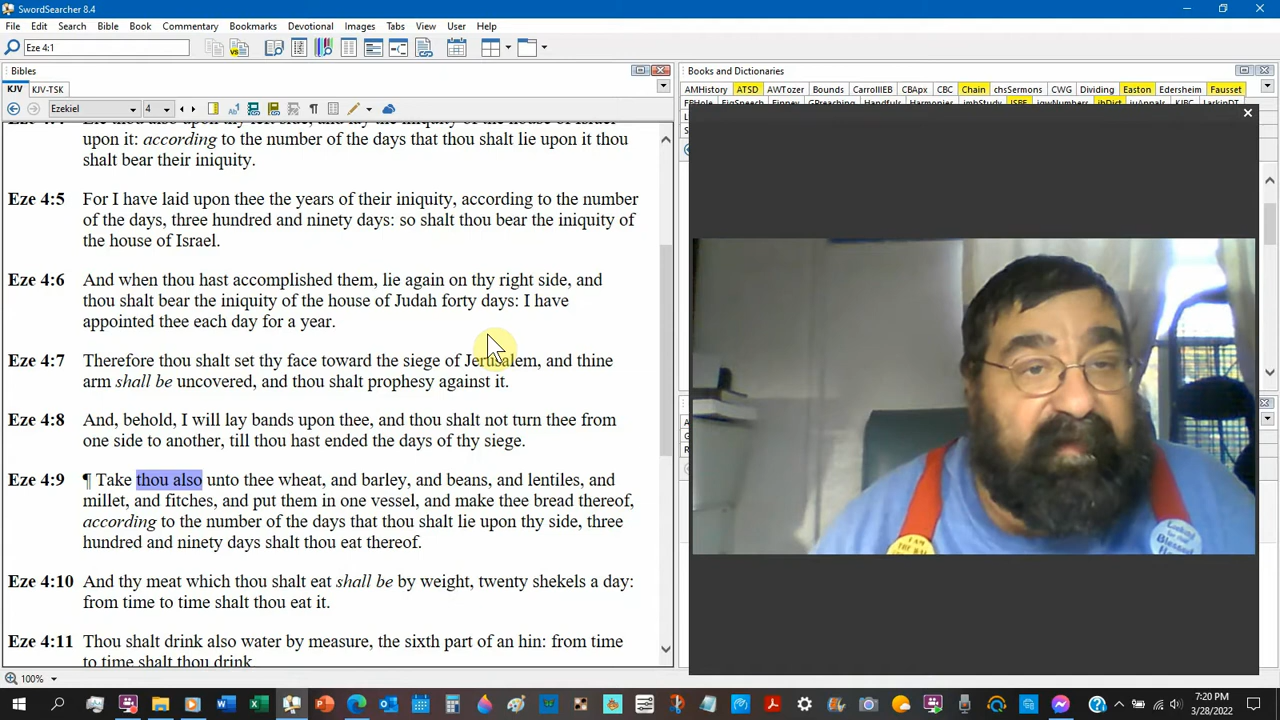 SwordSearcher 8.4
File Edit Search Bible Book Commentary Bookmarks Devotional Images Tabs View User Help
Eze 4:1
Bibles
KJV KJV-TSK
Ezekiel 4
upon it: according to the number of the days that thou shalt lie upon it thou
shalt bear their iniquity.
Eze 4:5 For I have laid upon thee the years of their iniquity, according to the number
of the days, three hundred and ninety days: so shalt thou bear the iniquity of
the house of Israel.
Eze 4:6 And when thou hast accomplished them, lie again on thy right side, and
thou shalt bear the iniquity of the house of Judah forty days: I have
appointed thee each day for a year.
Eze 4:7 Therefore thou shalt set thy face toward the siege of Jerusalem, and thine
arm shall be uncovered, and thou shalt prophesy against it.
Eze 4:8 And, behold, I will lay bands upon thee, and thou shalt not turn thee from
one side to another, till thou hast ended the days of thy siege.
Eze 4:9 ¶ Take thou also unto thee wheat, and barley, and beans, and lentiles, and
millet, and fitches, and put them in one vessel, and make thee bread thereof,
according to the number of the days that thou shalt lie upon thy side, three
hundred and ninety days shalt thou eat thereof.
Eze 4:10 And thy meat which thou shalt eat shall be by weight, twenty shekels a day:
from time to time shalt thou eat it.
Eze 4:11 Thou shalt drink also water by measure, the sixth part of an hin: from time
to time shalt thou drink
100%
Books and Dictionaries
AMHistory ATSD AWTozer Bounds CarrollEB CBApx CBC Chain chsSermons CWG Dividing Easton Edersheim Fausset
7:20 PM
3/28/2022